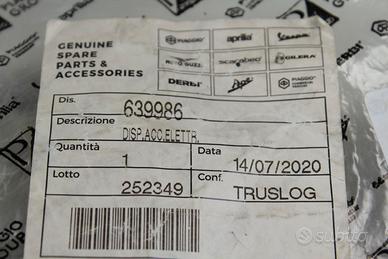 GENUINE
SPARE
PARTS &
ACCESSORIES
PIAGGIO
aprilia
Vespa
MOTO GUZZI
scarabeo
GILERA
DERBI
Ape
PIAGGIO
Dis.
639986
Descrizione
DISP.ACC.ELETTR.
Quantità
1
Data
14/07/2020
Lotto
252349
Conf.
TRUSLOG
subito